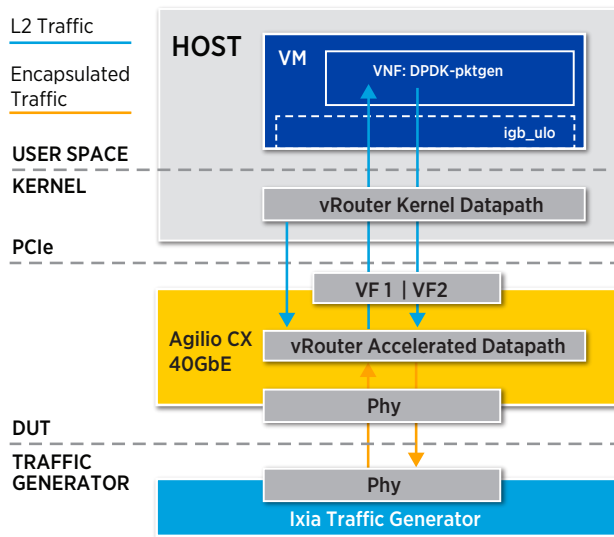 L2 Traffic
Encapsulated
Traffic
HOST
VM
VNF: DPDK-pktgen
igb_ulo
USER SPACE
KERNEL
vRouter Kernel Datapath
PCIe
VF 1 | VF2
Agilio CX
40GbE
vRouter Accelerated Datapath
Phy
DUT
TRAFFIC
GENERATOR
Phy
Ixia Traffic Generator